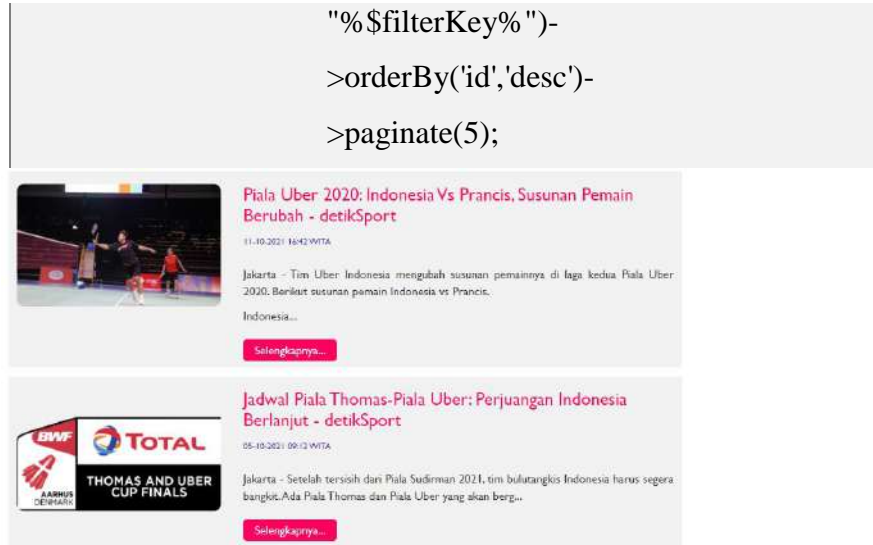 "%$filterKey%")-
>orderBy('id','desc')-
>paginate(5);
Piala Uber 2020: Indonesia Vs Prancis, Susunan Pemain
Berubah - detikSport
11-10-2021 16:42 WITA
Jakarta - Tim Uber Indonesia mengubah susunan pemainnya di laga kedua Piala Uber
2020. Berikut susunan pemain Indonesia vs Prancis.
Indonesia...
Selengkapnya...
BWF
TOTAL
THOMAS AND UBER
CUP FINALS
AARHUS
DENMARK
Jadwal Piala Thomas-Piala Uber: Perjuangan Indonesia
Berlanjut - detikSport
05-10-2021 09:12 WITA
Jakarta - Setelah tersisih dari Piala Sudirman 2021, tim bulutangkis Indonesia harus segera
bangkit. Ada Piala Thomas dan Piala Uber yang akan berg...
Selengkapnya...